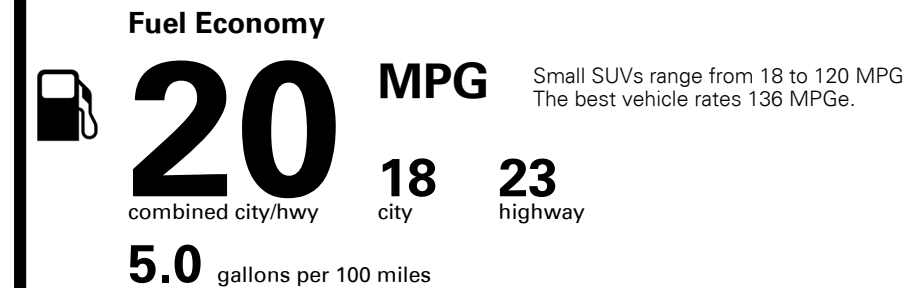 Fuel Economy
20
MPG
Small SUVs range from 18 to 120 MPG
The best vehicle rates 136 MPGe.
combined city/hwy
18
city
23
highway
5.0 gallons per 100 miles